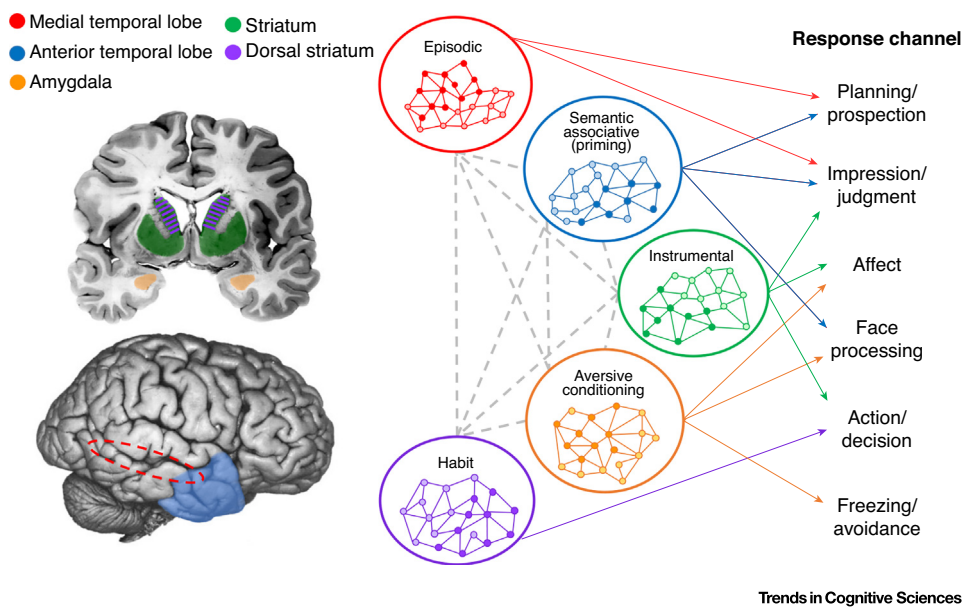 Medial temporal lobe
Striatum
Anterior temporal lobe
Dorsal striatum
Amygdala
Response channel
Episodic
Semantic
associative
(priming)
Instrumental
Aversive
conditioning
Habit
Planning/
prospection
Impression/
judgment
Affect
Face
processing
Action/
decision
Freezing/
avoidance
Trends in Cognitive Sciences